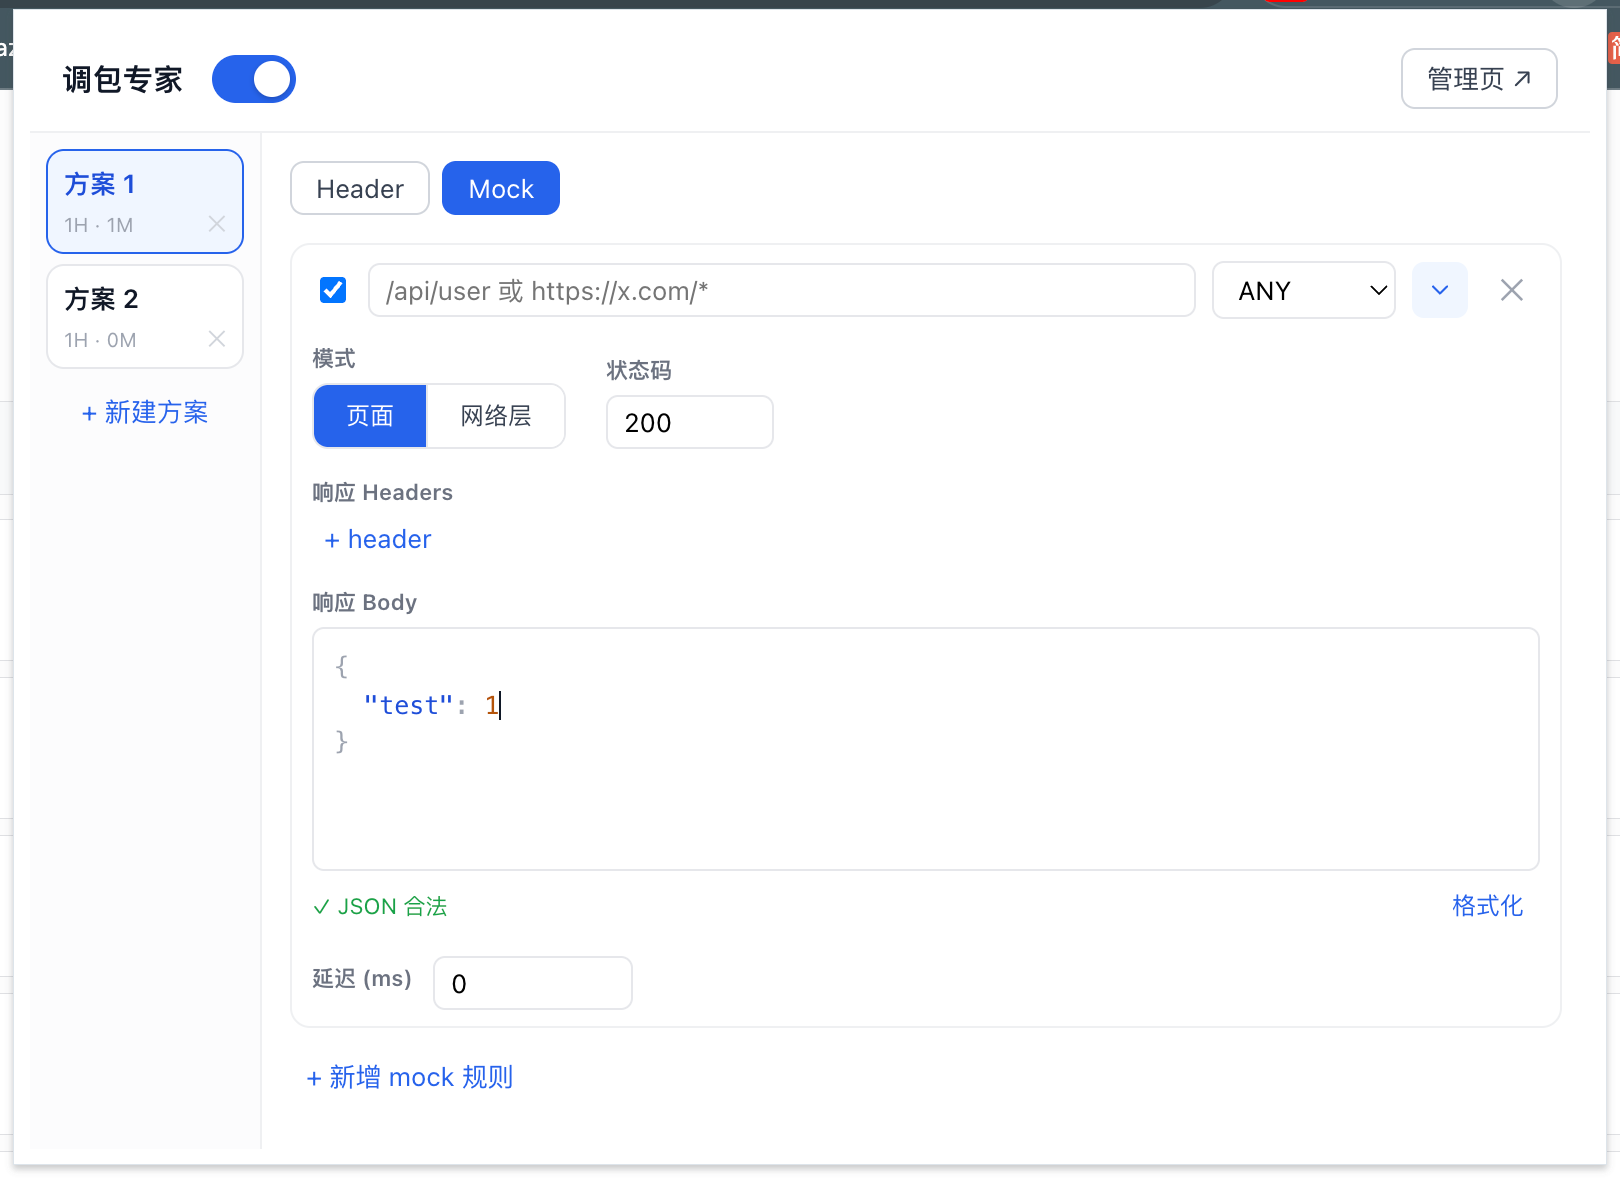 调包专家
管理页 ↗
方案 1
1H · 1M
方案 2
1H · 0M
+ 新建方案
Header
Mock
/api/user 或 https://x.com/*
ANY
模式
页面
网络层
状态码
200
响应 Headers
+ header
响应 Body
{
"test": 1
}
✓ JSON 合法
格式化
延迟 (ms)
0
+ 新增 mock 规则